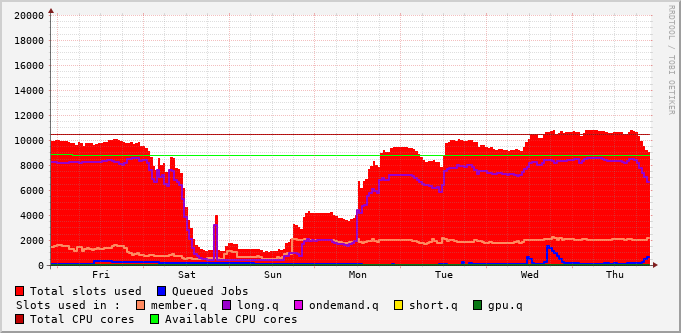 RRDTOOL / TOBI OETIKER
20000
18000
16000
14000
12000
10000
8000
6000
4000
2000
0
Fri Sat Sun Mon Tue Wed Thu
Total slots used Queued Jobs
Slots used in : member.q long.q ondemand.q short.q gpu.q
Total CPU cores Available CPU cores